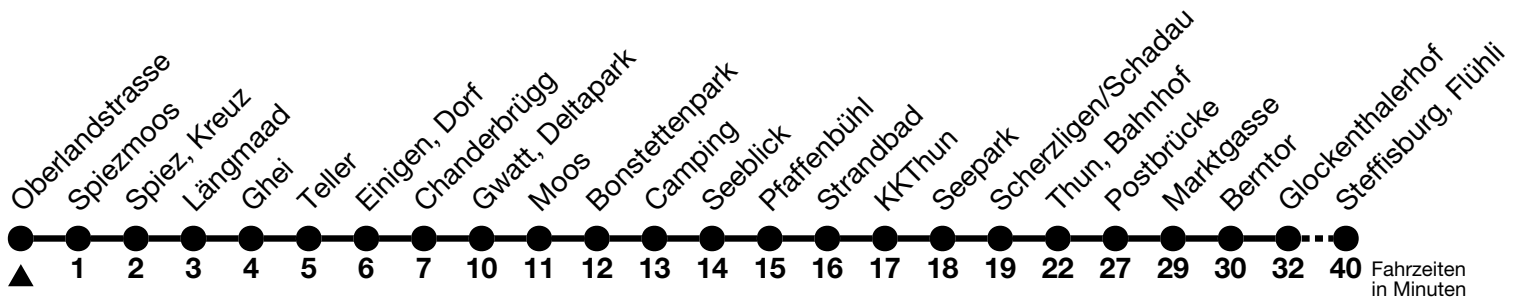 Oberlandstrasse
Spiezmoos
Spiez, Kreuz
Längmaad
Ghei
Teller
Einigen, Dorf
Chanderbrügg
Gwatt, Deltapark
Moos
Bonstettenpark
Camping
Seeblick
Pfaffenbühl
Strandbad
KKThun
Seepark
Scherzligen/Schadau
Thun, Bahnhof
Postbrücke
Marktgasse
Berntor
Glockenthalerhof
Steffisburg, Flühli
1 2 3 4 5 6 7 10 11 12 13 14 15 16 17 18 19 22 27 29 30 32 40 Fahrzeiten
in Minuten